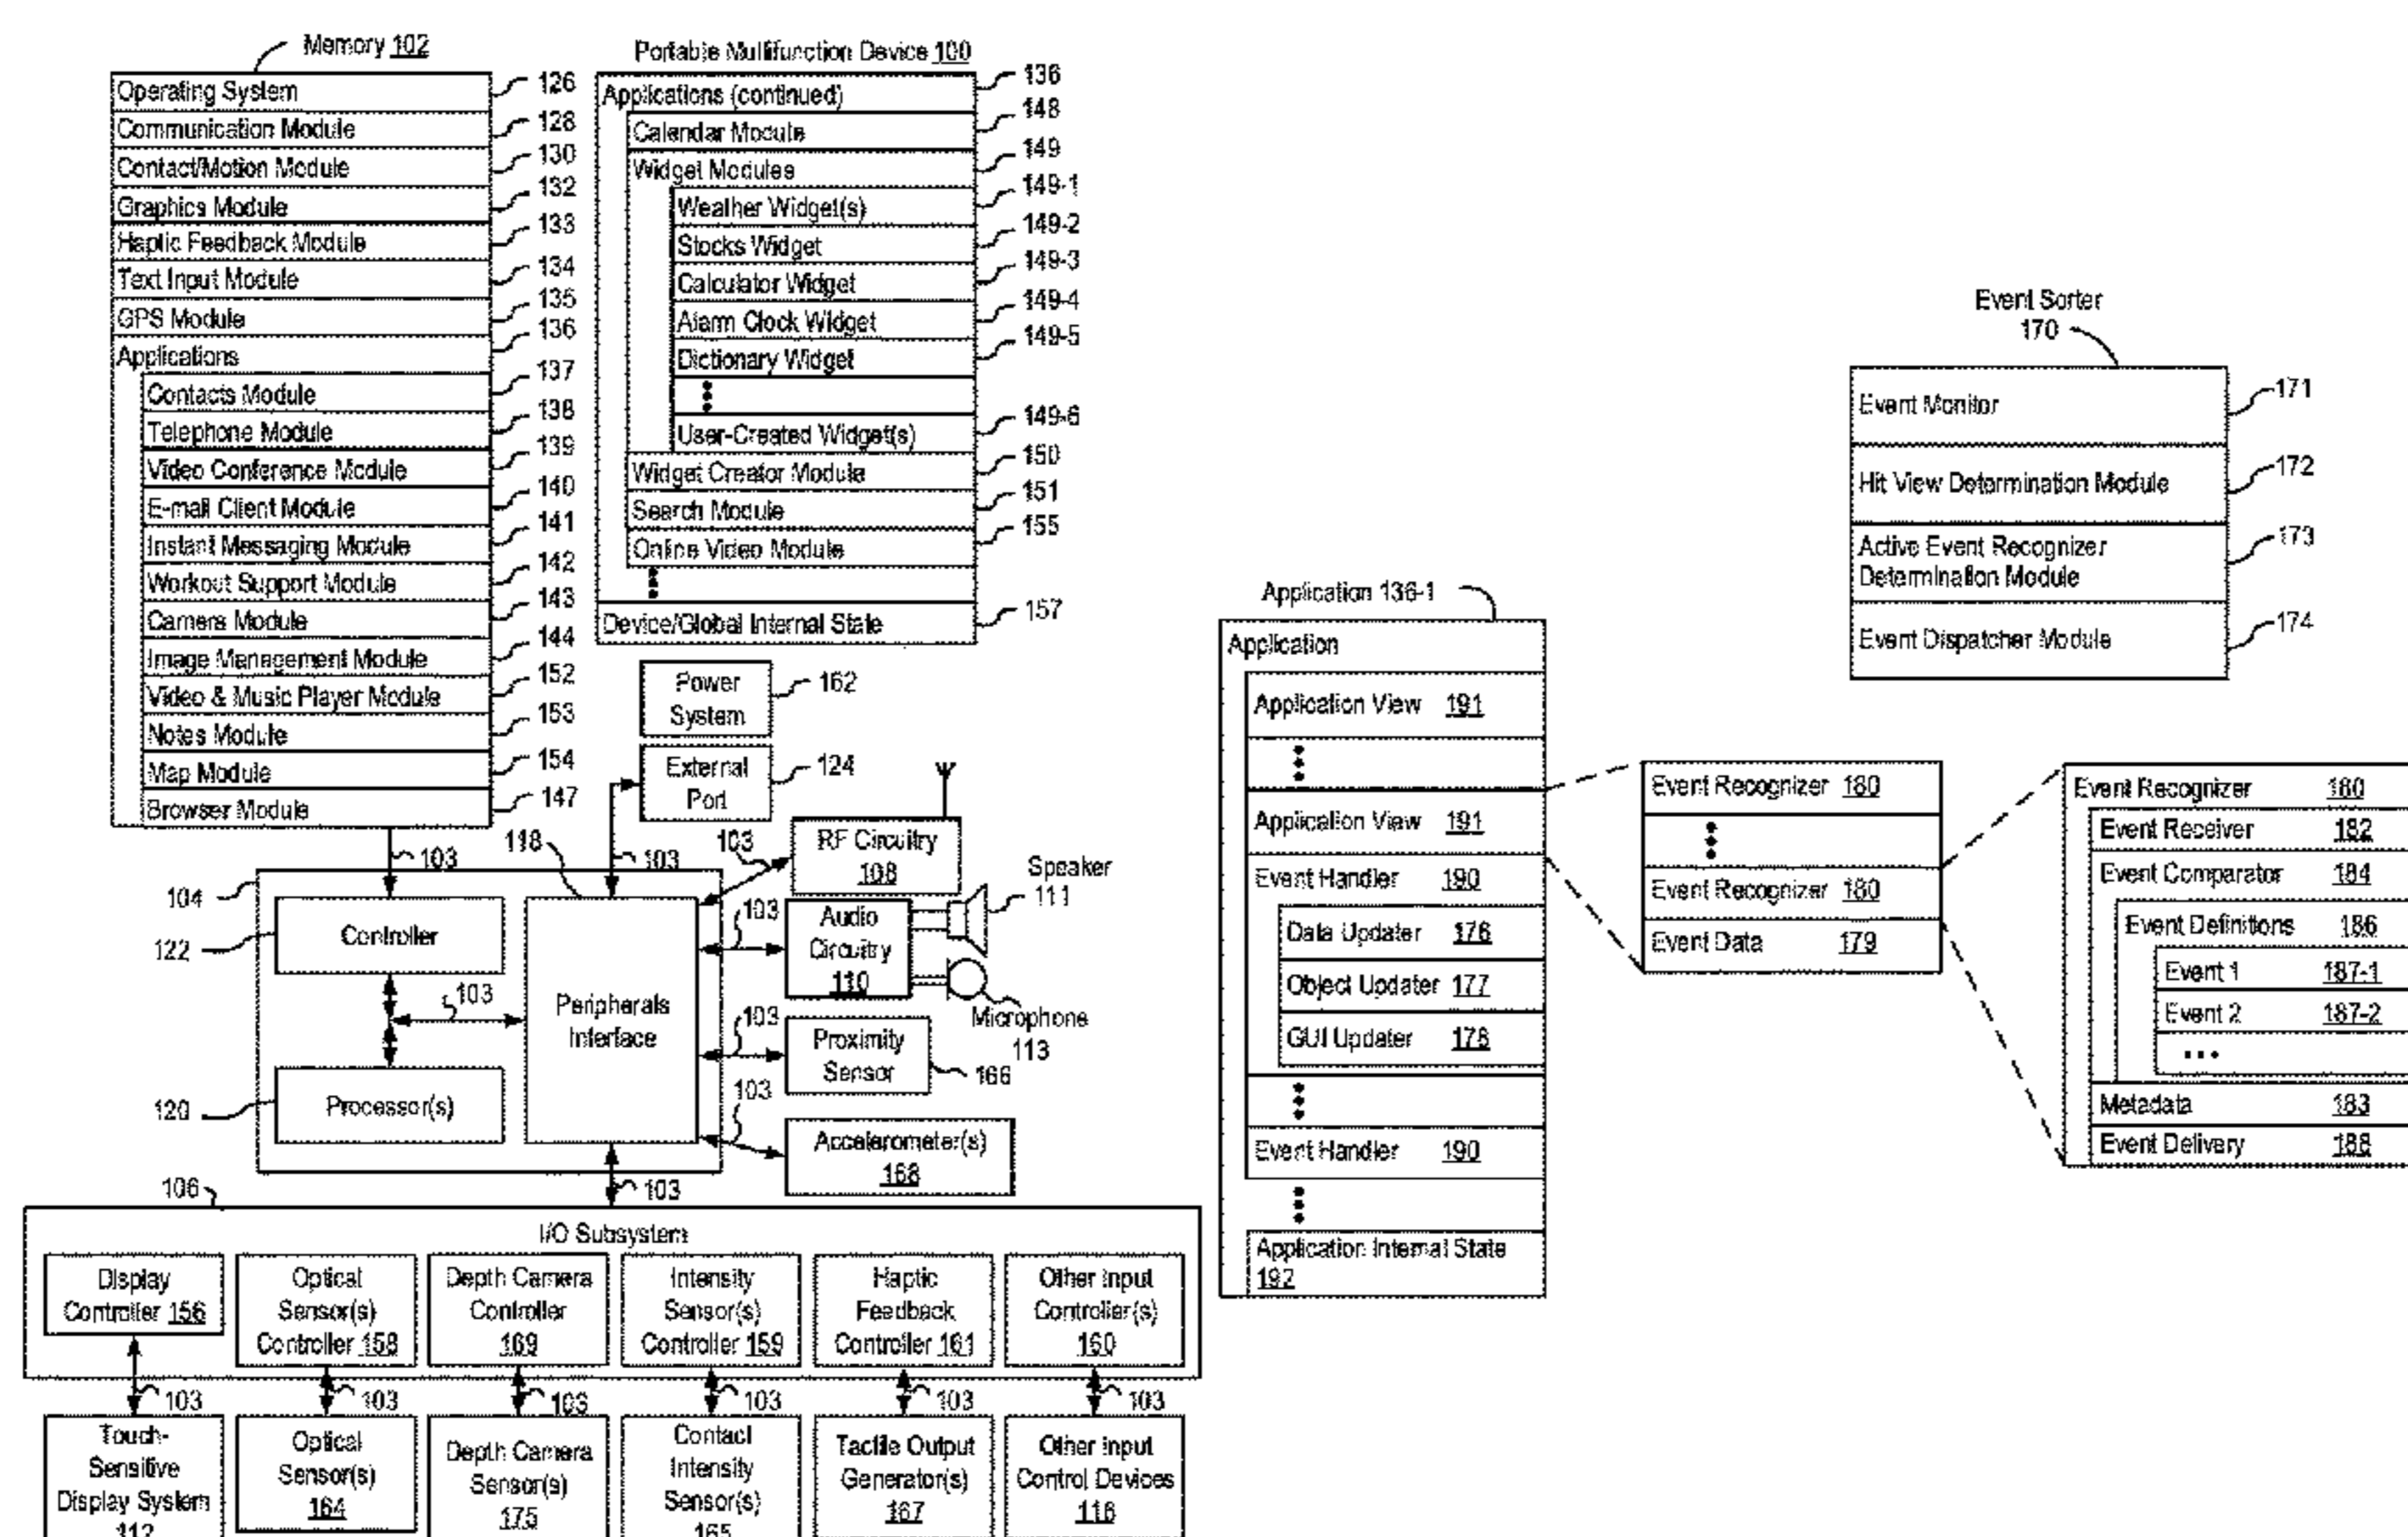 Memory 102
Operating System
126
Communication Module
128
Contact/Motion Module
130
Graphics Module
132
Haptic Feedback Module
133
Text Input Module
134
GPS Module
135
Applications
136
Contacts Module
137
Telephone Module
138
Video Conference Module
139
E-mail Client Module
140
Instant Messaging Module
141
Workout Support Module
142
Camera Module
143
Image Management Module
144
Video & Music Player Module
152
Notes Module
153
Map Module
154
Browser Module
147
Portable Multifunction Device 100
Applications (continued)
136
Calendar Module
148
Widget Modules
149
Weather Widget(s)
149-1
Stocks Widget
149-2
Calculator Widget
149-3
Alarm Clock Widget
149-4
Dictionary Widget
149-5
User-Created Widget(s)
149-6
Widget Creator Module
150
Search Module
151
Online Video Module
155
Device/Global Internal State
157
Power
System
162
External
Port
124
103
118
103
103
RF Circuitry
108
104
Controller
122
Peripherals
Interface
103
Processor(s)
120
103
Audio
Circuitry
110
Speaker
111
Microphone
113
103
Proximity
Sensor
166
103
Accelerometer(s)
168
103
106
I/O Subsystem
Display
Controller 156
Optical
Sensor(s)
Controller 158
Depth Camera
Controller
169
Intensity
Sensor(s)
Controller 159
Haptic
Feedback
Controller 161
Other Input
Controller(s)
160
103
103
103
103
103
103
Touch-
Sensitive
Display System
112
Optical
Sensor(s)
164
Depth Camera
Sensor(s)
175
Contact
Intensity
Sensor(s)
165
Tactile Output
Generator(s)
167
Other Input
Control Devices
116
Application 136-1
Application
Application View 191
Application View 191
Event Handler 190
Data Updater 176
Object Updater 177
GUI Updater 178
Event Handler 190
Application Internal State
192
Event Sorter
170
Event Monitor
171
Hit View Determination Module
172
Active Event Recognizer
Determination Module
173
Event Dispatcher Module
174
Event Recognizer 180
Event Recognizer 180
Event Data 179
Event Recognizer 180
Event Receiver 182
Event Comparator 184
Event Definitions 186
Event 1 187-1
Event 2 187-2
...
Metadata 183
Event Delivery 188